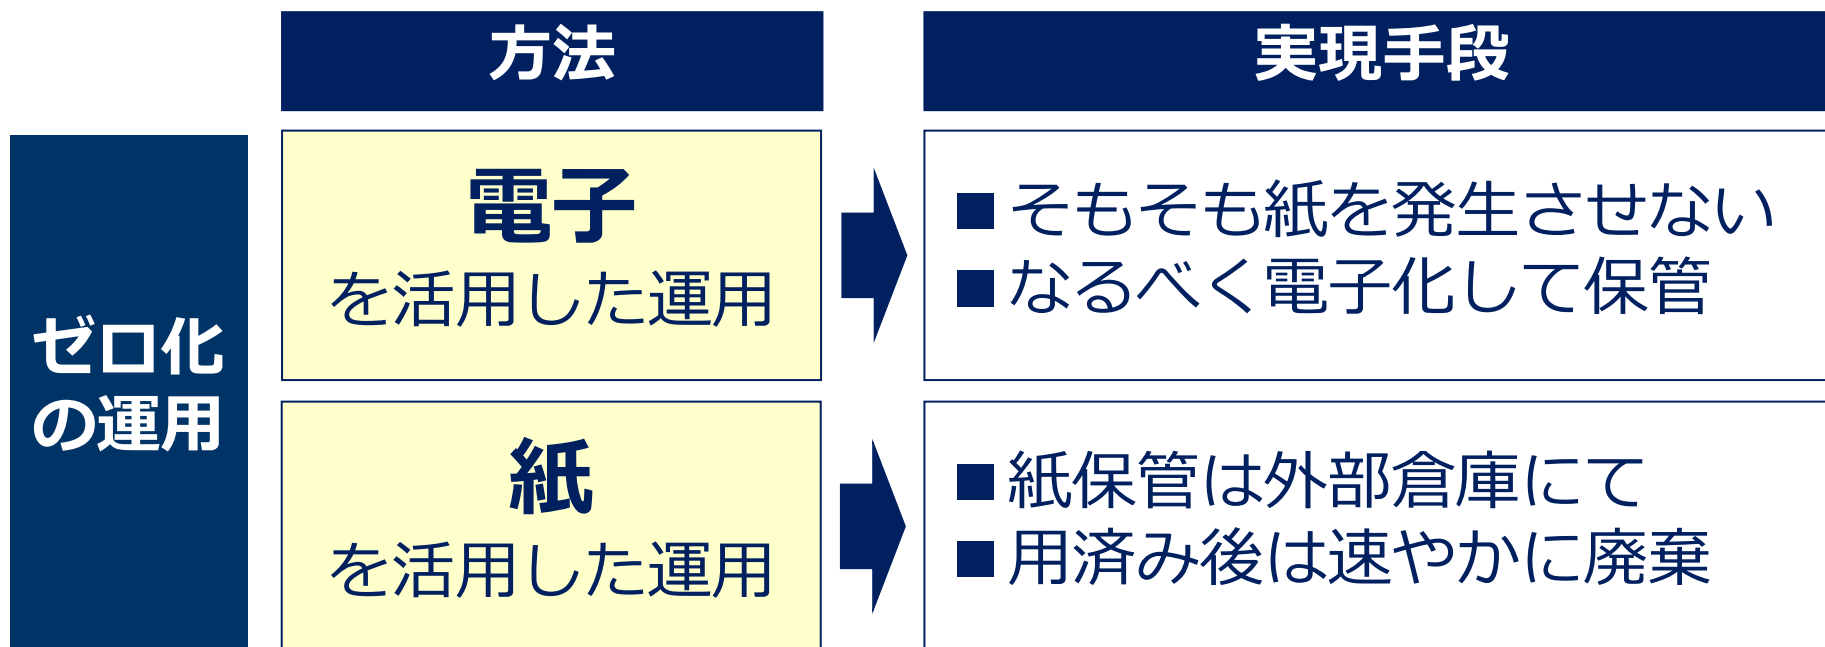 方法
実現手段
ゼロ化
の運用
電子
を活用した運用
■そもそも紙を発生させない
■なるべく電子化して保管
紙
を活用した運用
■紙保管は外部倉庫にて
■用済み後は速やかに廃棄